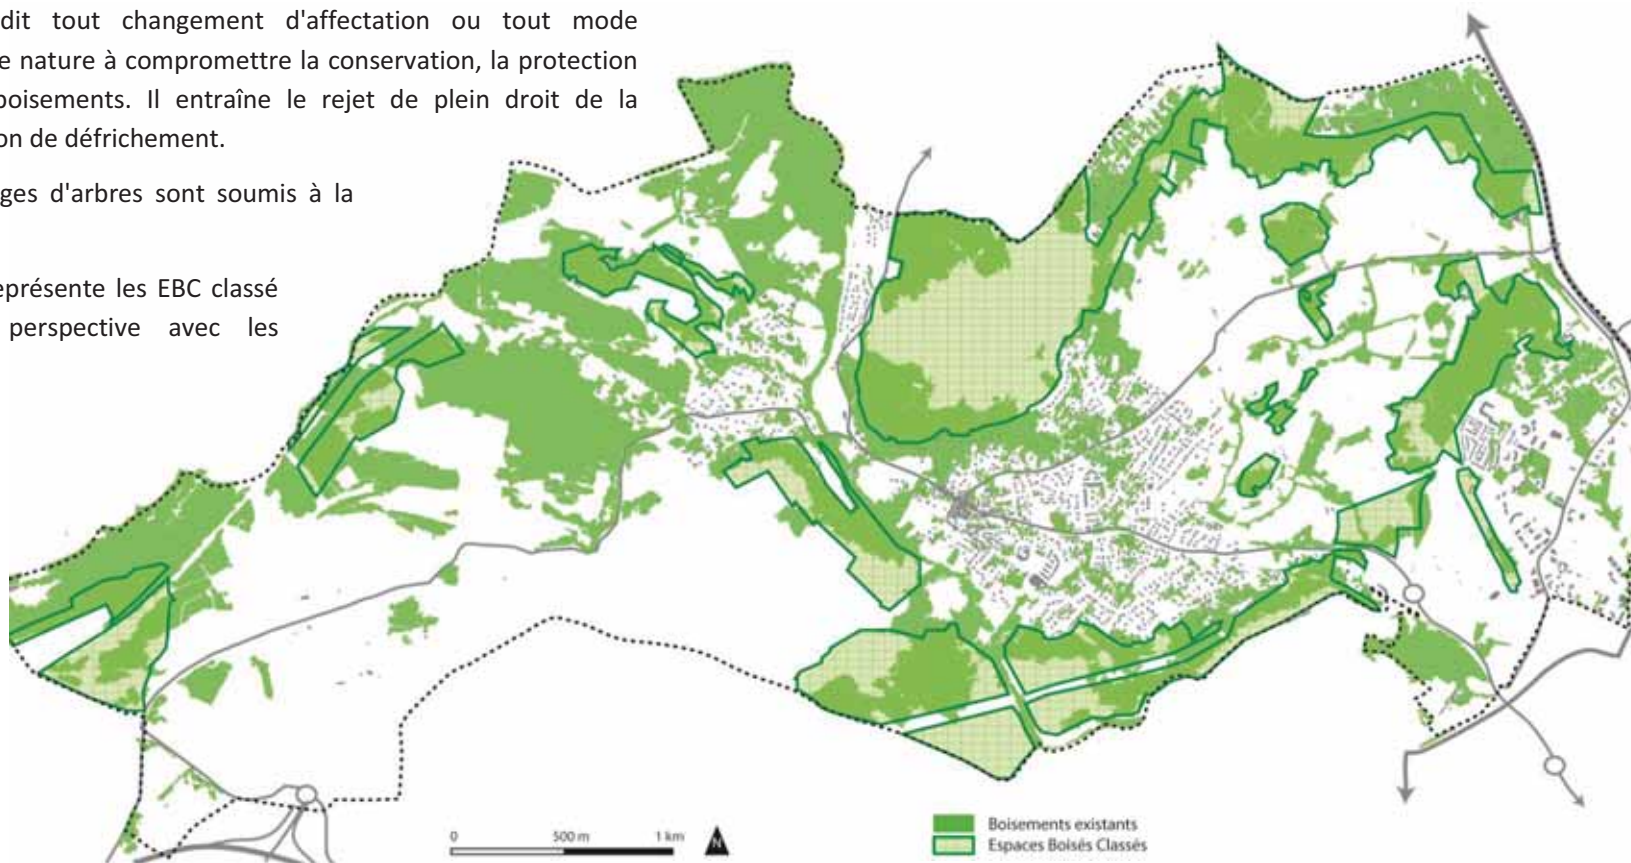 dit tout changement d'affectation ou tout mode
e nature à compromettre la conservation, la protection
boisements. Il entraîne le rejet de plein droit de la
on de défrichement.
ges d'arbres sont soumis à la
eprésente les EBC classé
perspective avec les
0 500 m 1 km N
Boisements existants
Espaces Boisés Classés